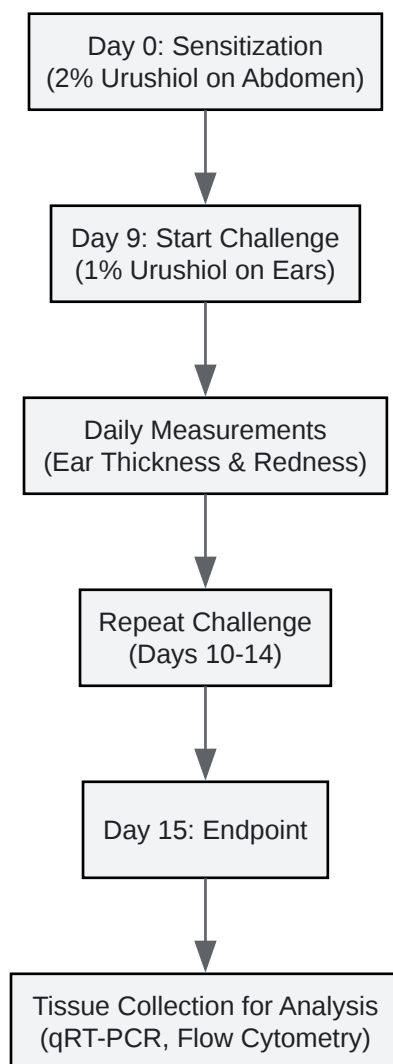 Day 0: Sensitization
(2% Urushiol on Abdomen)
Day 9: Start Challenge
(1% Urushiol on Ears)
Daily Measurements
(Ear Thickness & Redness)
Repeat Challenge
(Days 10-14)
Day 15: Endpoint
Tissue Collection for Analysis
(qRT-PCR, Flow Cytometry)